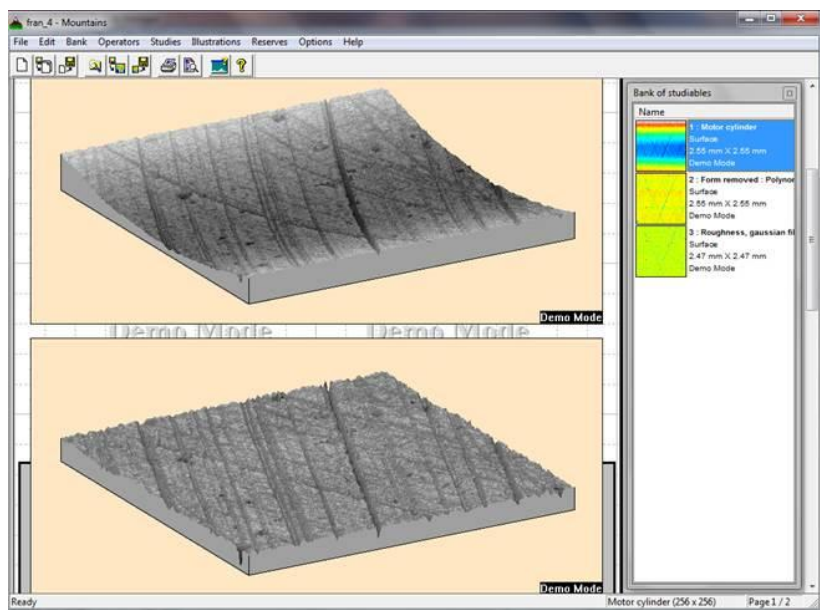 fran_4 - Mountains
File Edit Bank Operators Studies Illustrations Reserves Options Help
Demo Mode
Demo Mode Demo Mode
Demo Mode
Bank of studiables
Name
1 : Motor cylinder
Surface
2.55 mm X 2.55 mm
Demo Mode
2 : Form removed : Polynor
Surface
2.55 mm X 2.55 mm
Demo Mode
3 : Roughness, gaussian fil
Surface
2.47 mm X 2.47 mm
Demo Mode
Ready
Motor cylinder (256 x 256) Page 1 / 2